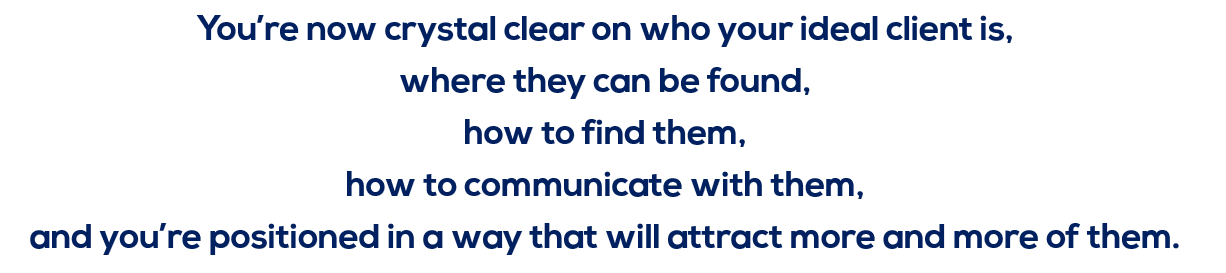 You’re now crystal clear on who your ideal client is,
where they can be found,
how to find them,
how to communicate with them,
and you’re positioned in a way that will attract more and more of them.